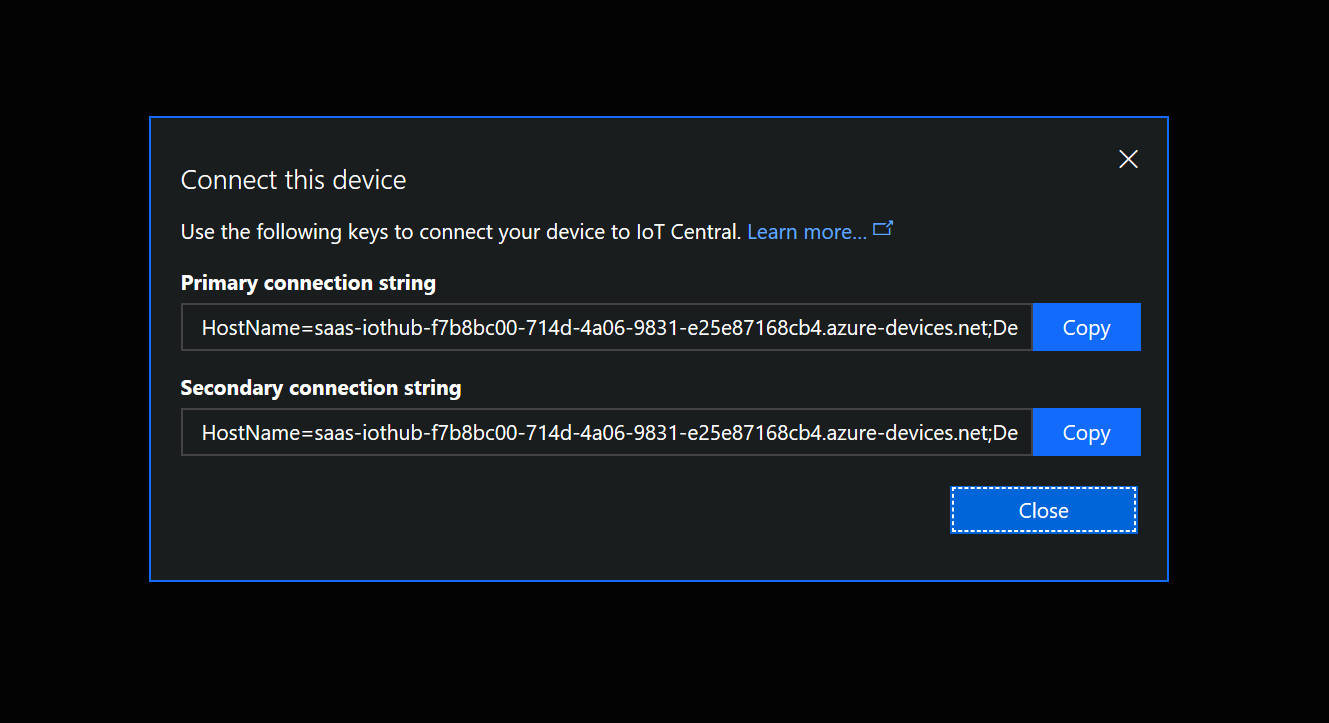 Connect this device
Use the following keys to connect your device to IoT Central. Learn more...
Primary connection string
HostName=saas-iothub-f7b8bc00-714d-4a06-9831-e25e87168cb4.azure-devices.net;De
Copy
Secondary connection string
HostName=saas-iothub-f7b8bc00-714d-4a06-9831-e25e87168cb4.azure-devices.net;De
Copy
Close